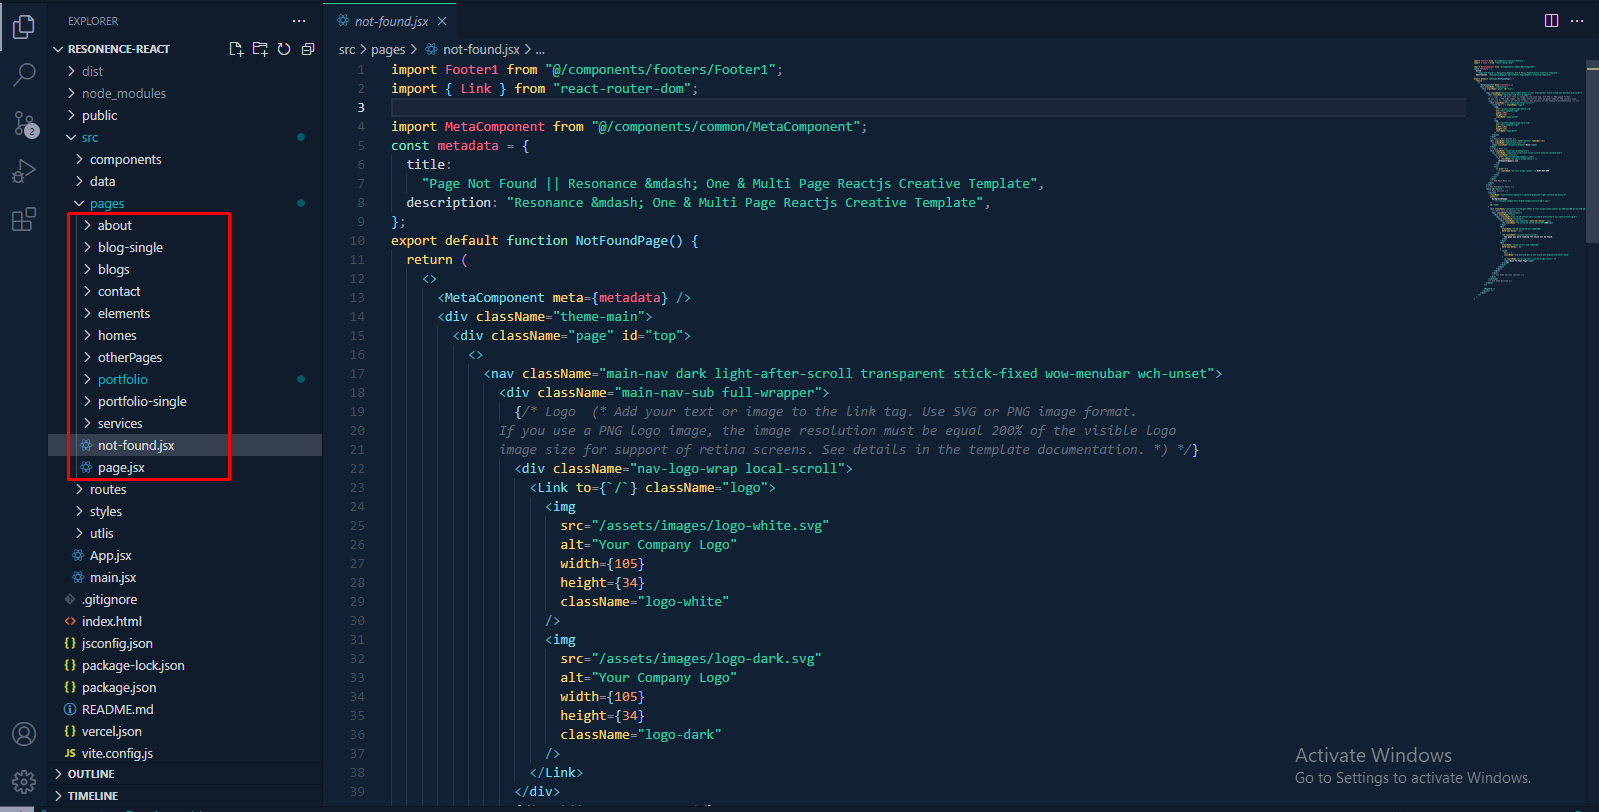 EXPLORER
RESONENCE-REACT
dist
node_modules
public
src
components
data
pages
about
blog-single
blogs
contact
elements
homes
otherPages
portfolio
portfolio-single
services
not-found.jsx
page.jsx
routes
styles
utlis
App.jsx
main.jsx
.gitignore
index.html
{} jsconfig.json
{} package-lock.json
{} package.json
README.md
{} vercel.json
JS vite.config.js
OUTLINE
TIMELINE
2
not-found.jsx
src > pages > not-found.jsx > ...
1 import Footer1 from "@/components/footers/Footer1";
2 import { Link } from "react-router-dom";
3
4 import MetaComponent from "@/components/common/MetaComponent";
5 const metadata = {
6 title:
7 "Page Not Found || Resonance &mdash; One & Multi Page Reactjs Creative Template",
8 description: "Resonance &mdash; One & Multi Page Reactjs Creative Template",
9 };
10 export default function NotFoundPage() {
11 return (
12 <>
13 <MetaComponent meta={metadata} />
14 <div className="theme-main">
15 <div className="page" id="top">
16 <>
17 <nav className="main-nav dark light-after-scroll transparent stick-fixed wow-menubar wch-unset">
18 <div className="main-nav-sub full-wrapper">
19 {/* Logo (* Add your text or image to the link tag. Use SVG or PNG image format.
20 If you use a PNG logo image, the image resolution must be equal 200% of the visible logo
21 image size for support of retina screens. See details in the template documentation. *) */}
22 <div className="nav-logo-wrap local-scroll">
23 <Link to={`/`} className="logo">
24 <img
25 src="/assets/images/logo-white.svg"
26 alt="Your Company Logo"
27 width={105}
28 height={34}
29 className="logo-white"
30 />
31 <img
32 src="/assets/images/logo-dark.svg"
33 alt="Your Company Logo"
34 width={105}
35 height={34}
36 className="logo-dark"
37 />
38 </Link>
39 </div>
Activate Windows
Go to Settings to activate Windows.